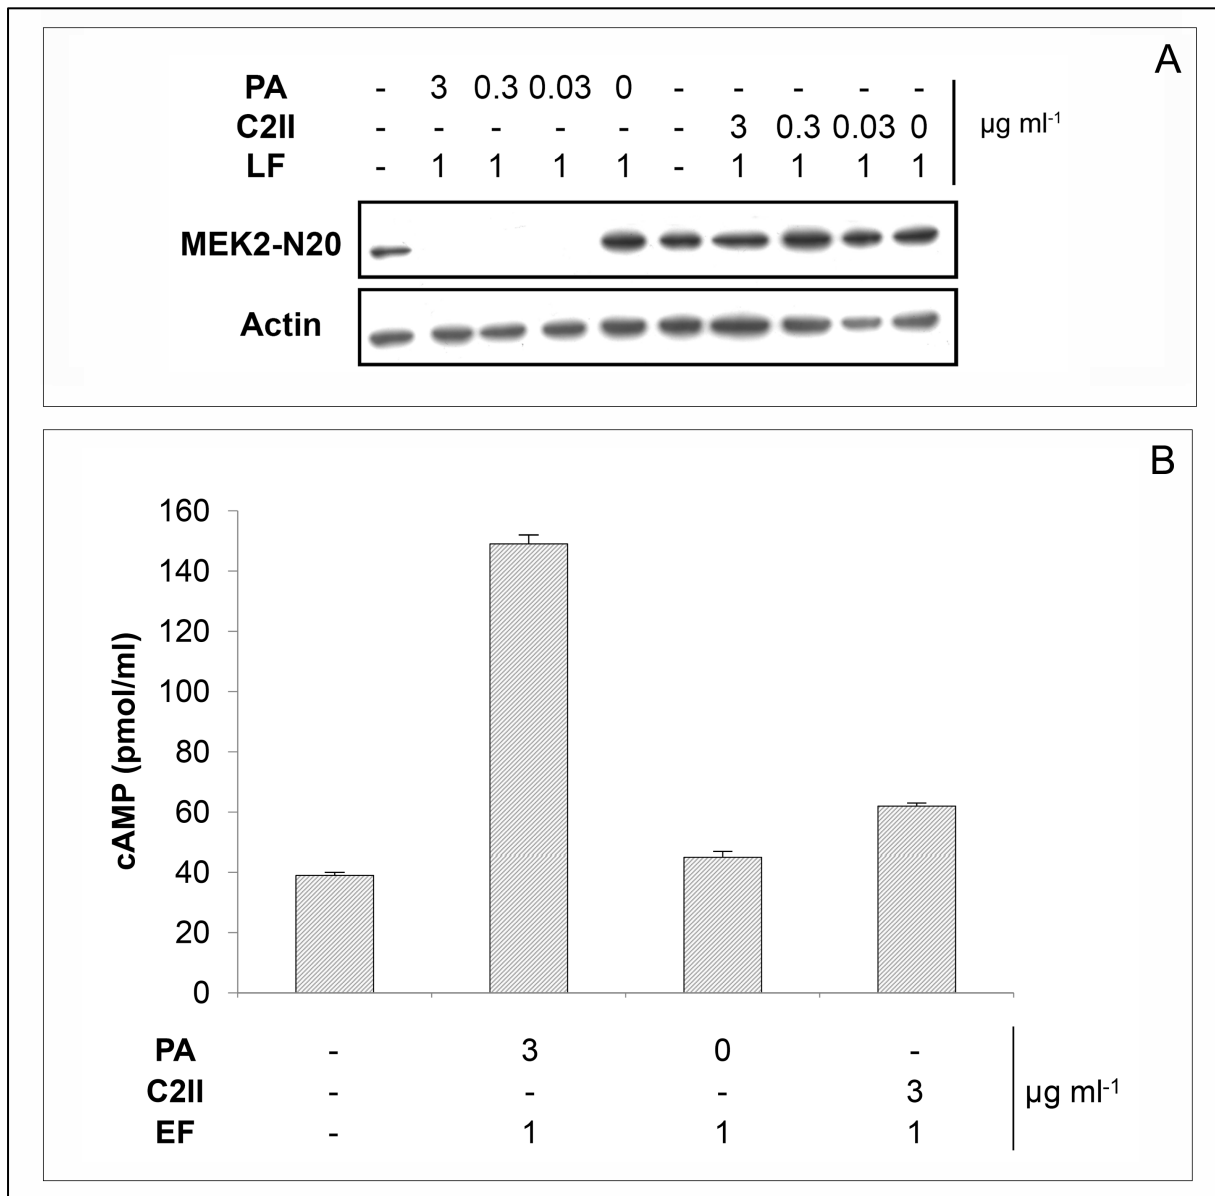 A
PA - 3 0.3 0.03 0 - - - - -
C2II - - - - - - 3 0.3 0.03 0 µg ml-1
LF - 1 1 1 1 - 1 1 1 1
MEK2-N20
Actin
B
160
140
120
100
80
60
40
20
0
cAMP (pmol/ml)
PA - 3 0 -
C2II - - - 3 µg ml-1
EF - 1 1 1